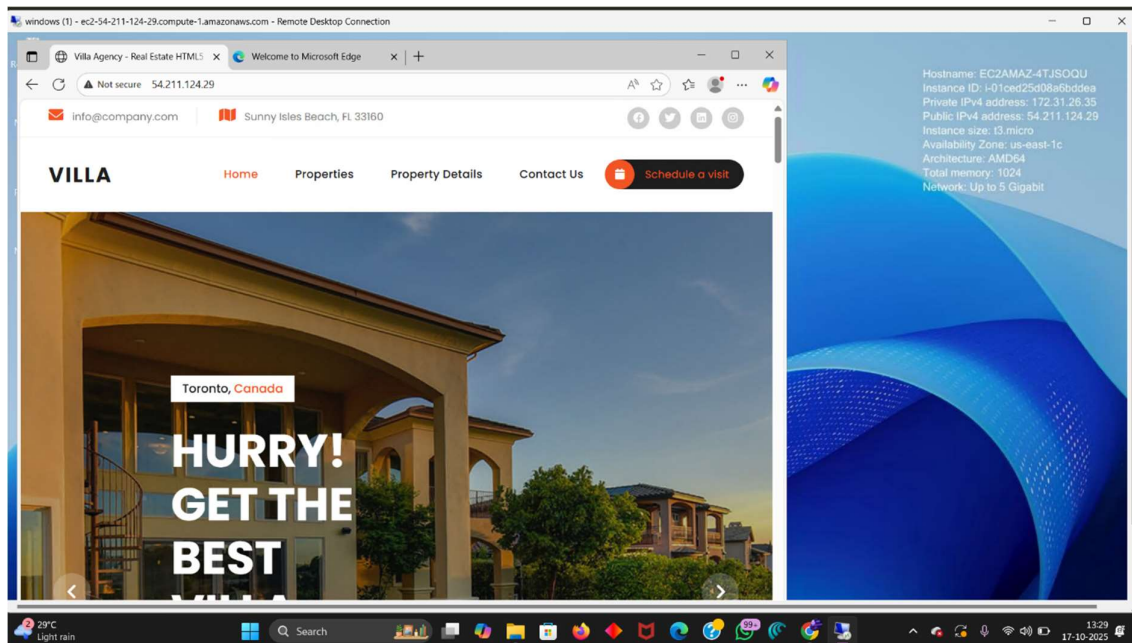 windows (1) - ec2-54-211-124-29.compute-1.amazonaws.com - Remote Desktop Connection
Villa Agency - Real Estate HTML5
Welcome to Microsoft Edge
Not secure 54.211.124.29
info@company.com
Sunny Isles Beach, FL 33160
VILLA
Home
Properties
Property Details
Contact Us
Schedule a visit
Toronto, Canada
HURRY!
GET THE
BEST
VILLA
Hostname: EC2AMAZ-4TJSOQU
Instance ID: i-01ced25d08a6bddea
Private IPv4 address: 172.31.26.35
Public IPv4 address: 54.211.124.29
Instance size: t3.micro
Availability Zone: us-east-1c
Architecture: AMD64
Total memory: 1024
Network: Up to 5 Gigabit
2
29°C
Light rain
Search
99+
13:29
17-10-2025